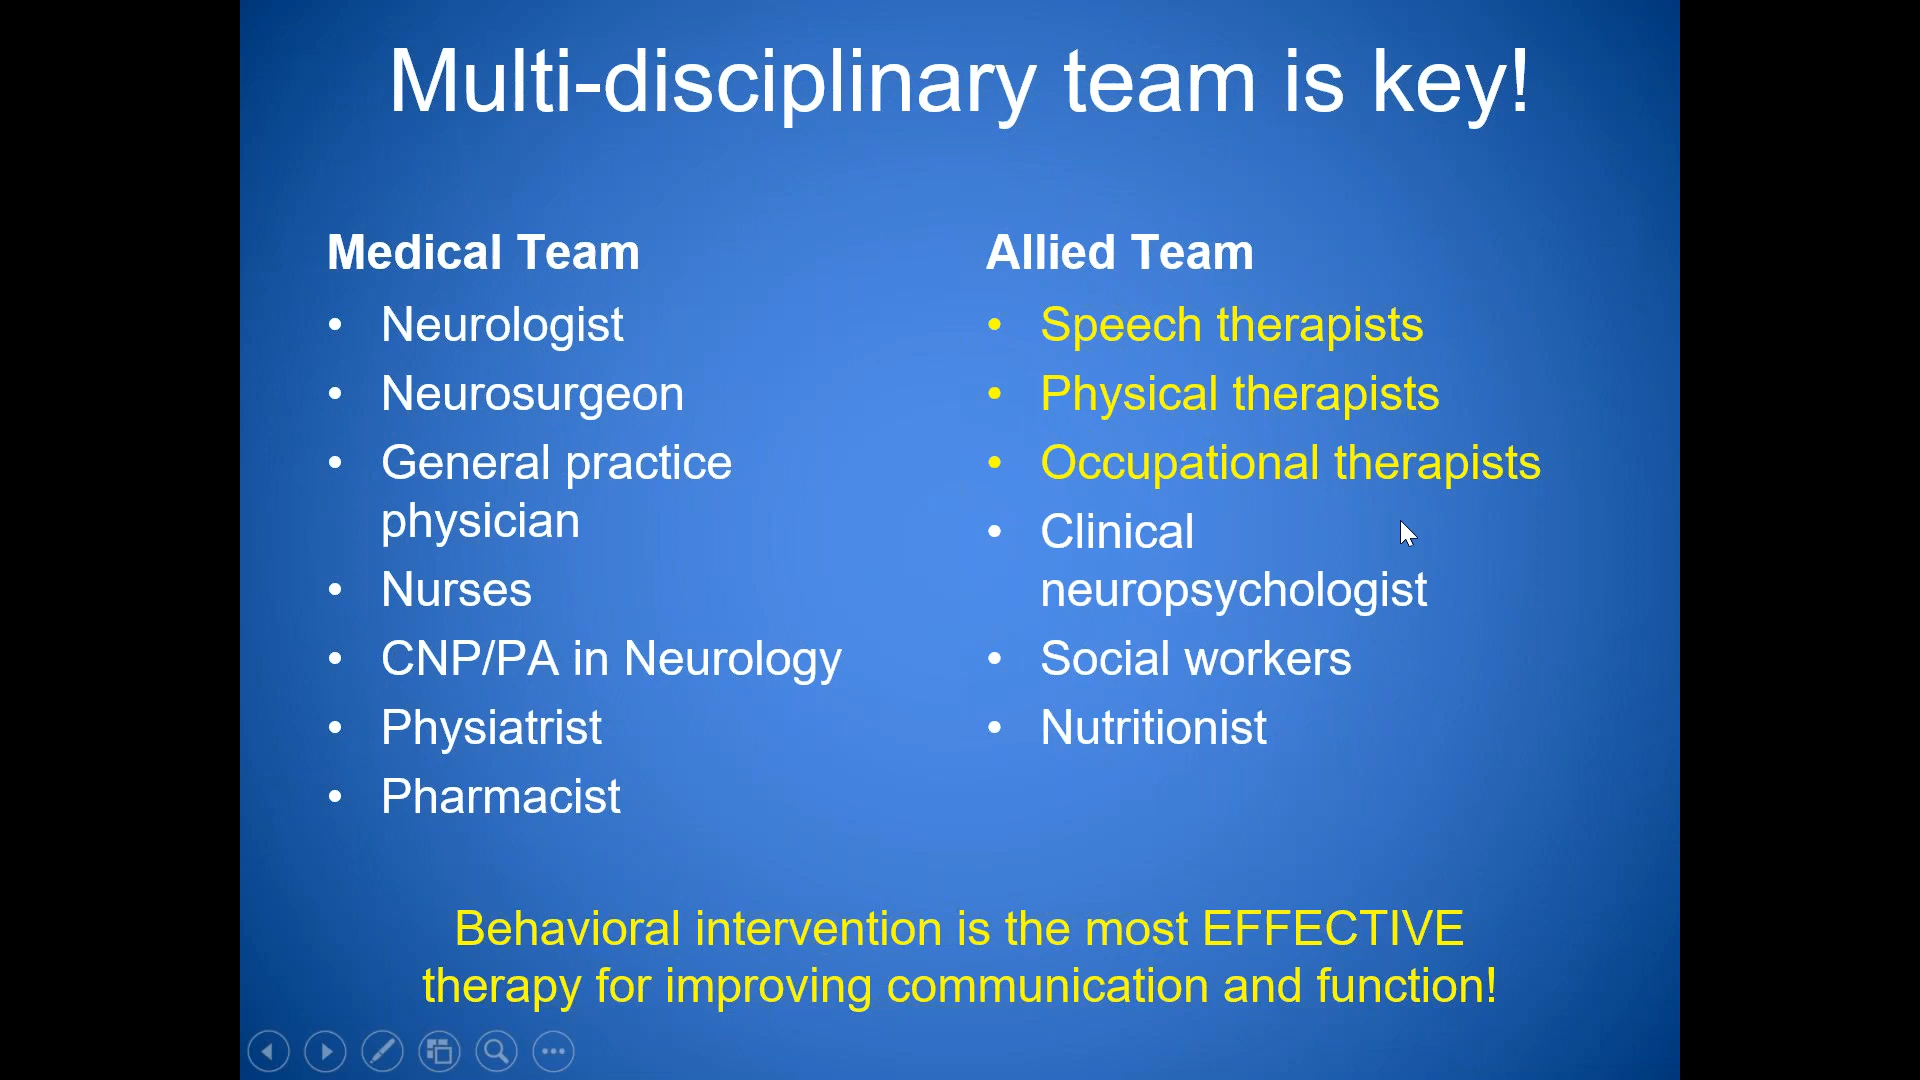 Multi-disciplinary team is key!
Medical Team
• Neurologist
• Neurosurgeon
• General practice
physician
• Nurses
• CNP/PA in Neurology
• Physiatrist
• Pharmacist
Allied Team
• Speech therapists
• Physical therapists
• Occupational therapists
• Clinical
neuropsychologist
• Social workers
• Nutritionist
Behavioral intervention is the most EFFECTIVE
therapy for improving communication and function!